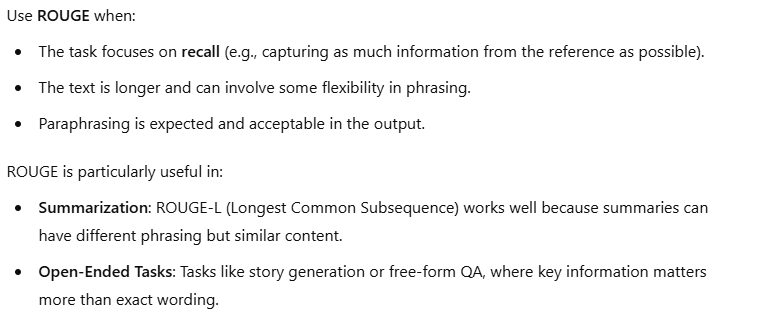 Use ROUGE when:
• The task focuses on recall (e.g., capturing as much information from the reference as possible).
• The text is longer and can involve some flexibility in phrasing.
• Paraphrasing is expected and acceptable in the output.
ROUGE is particularly useful in:
• Summarization: ROUGE-L (Longest Common Subsequence) works well because summaries can
have different phrasing but similar content.
• Open-Ended Tasks: Tasks like story generation or free-form QA, where key information matters
more than exact wording.